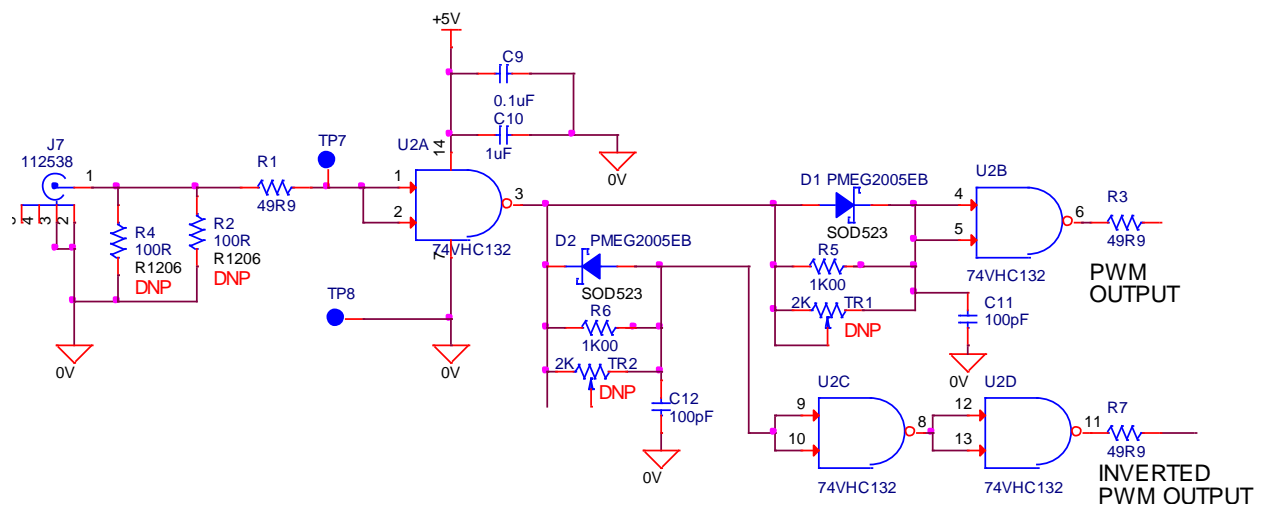 +5V
C9
0.1uF
C10
1uF
0V
J7
112538
1
4
3
2
R4
100R
R1206
DNP
R2
100R
R1206
DNP
0V
R1
49R9
TP7
TP8
U2A
14
1
2
3
7
74VHC132
0V
D2 PMEG2005EB
SOD523
R6
1K00
2K TR2
DNP
C12
100pF
0V
D1 PMEG2005EB
SOD523
R5
1K00
2K TR1
DNP
C11
100pF
0V
U2B
4
5
6
74VHC132
R3
49R9
PWM
OUTPUT
U2C
9
10
8
74VHC132
U2D
12
13
11
74VHC132
R7
49R9
INVERTED
PWM OUTPUT